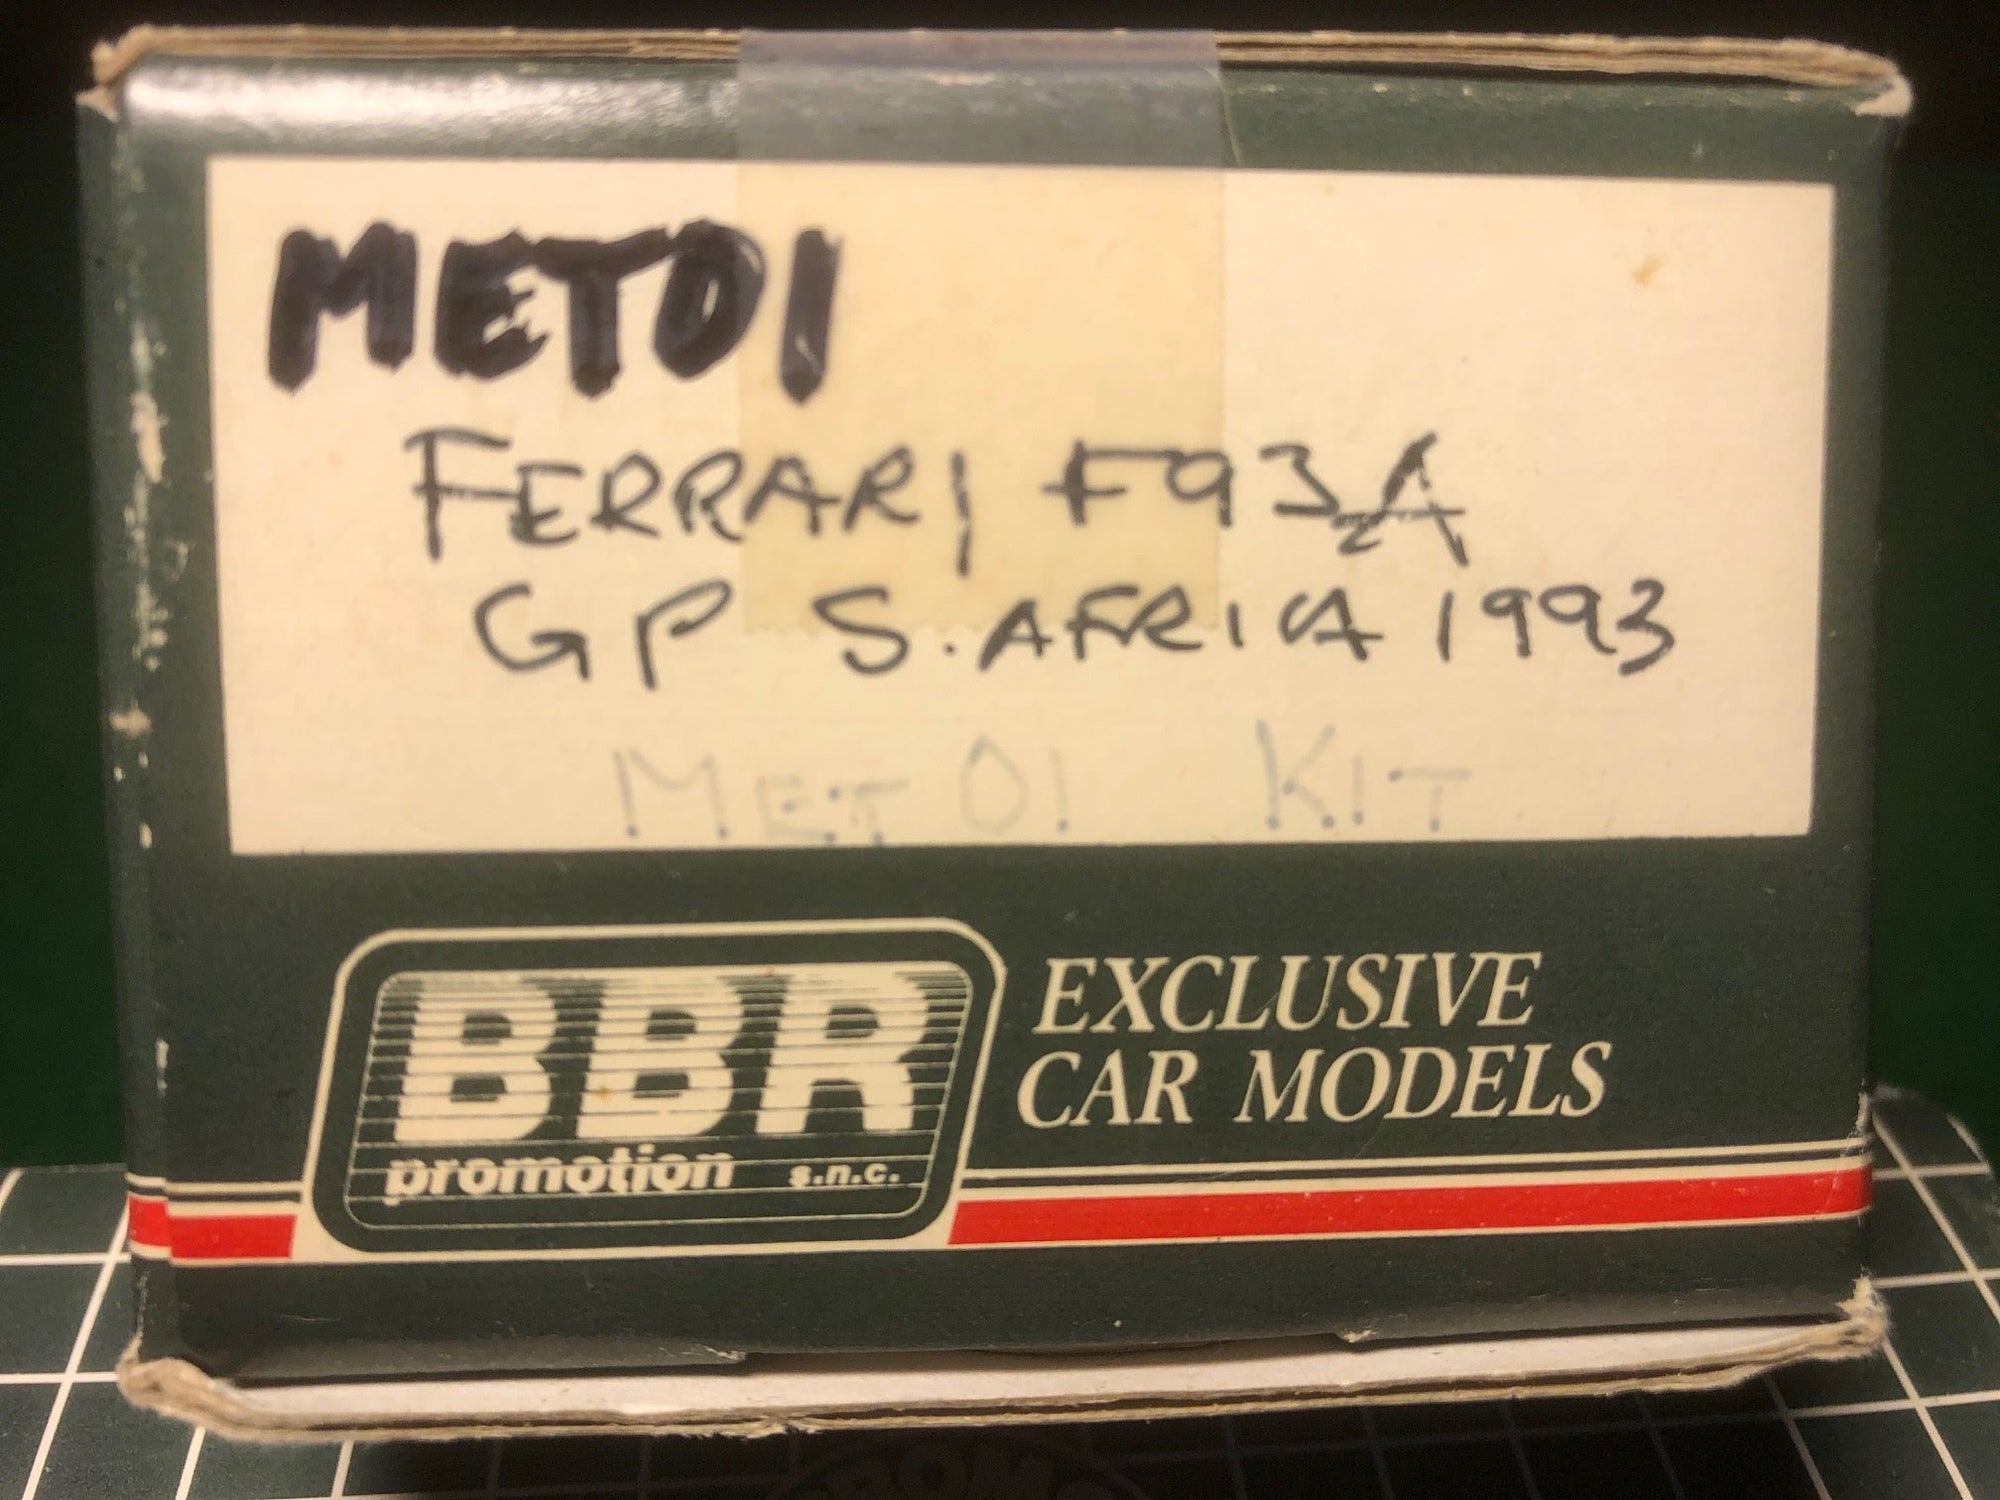 MET01
FERRARI F93A
GP S. AFRICA 1993
MET 01 KIT
BBR
promotion s.n.c.
EXCLUSIVE
CAR MODELS